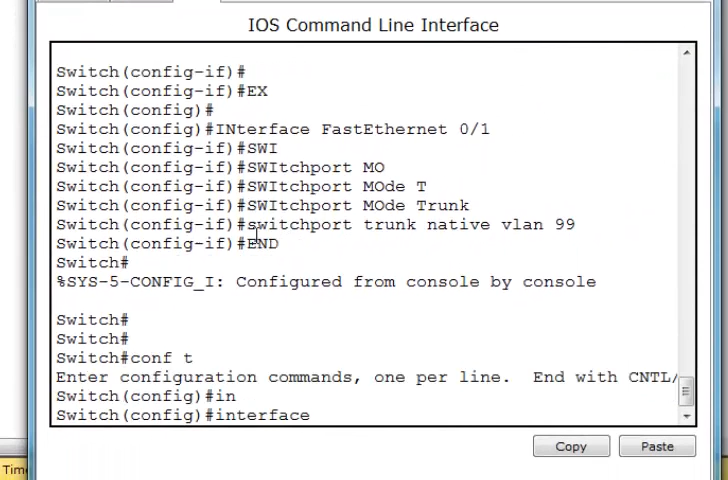 IOS Command Line Interface
Switch(config-if)#
Switch(config-if)#EX
Switch(config)#
Switch(config)#INterface FastEthernet 0/1
Switch(config-if)#SWI
Switch(config-if)#SWItchport MO
Switch(config-if)#SWItchport MOde T
Switch(config-if)#SWItchport MOde Trunk
Switch(config-if)#switchport trunk native vlan 99
Switch(config-if)#END
Switch#
%SYS-5-CONFIG_I: Configured from console by console
Switch#
Switch#
Switch#conf t
Enter configuration commands, one per line.  End with CNTL/
Switch(config)#in
Switch(config)#interface
Copy
Paste
Time